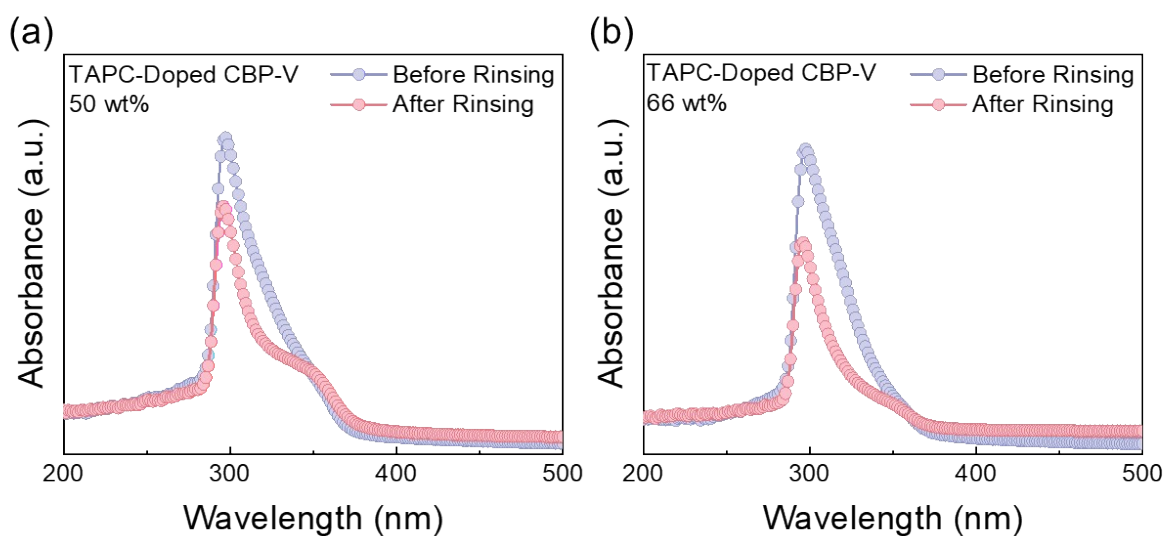 (a)
TAPC-Doped CBP-V
50 wt%
Before Rinsing
After Rinsing
Absorbance (a.u.)
200
300
400
500
Wavelength (nm)
(b)
TAPC-Doped CBP-V
66 wt%
Before Rinsing
After Rinsing
Absorbance (a.u.)
200
300
400
500
Wavelength (nm)